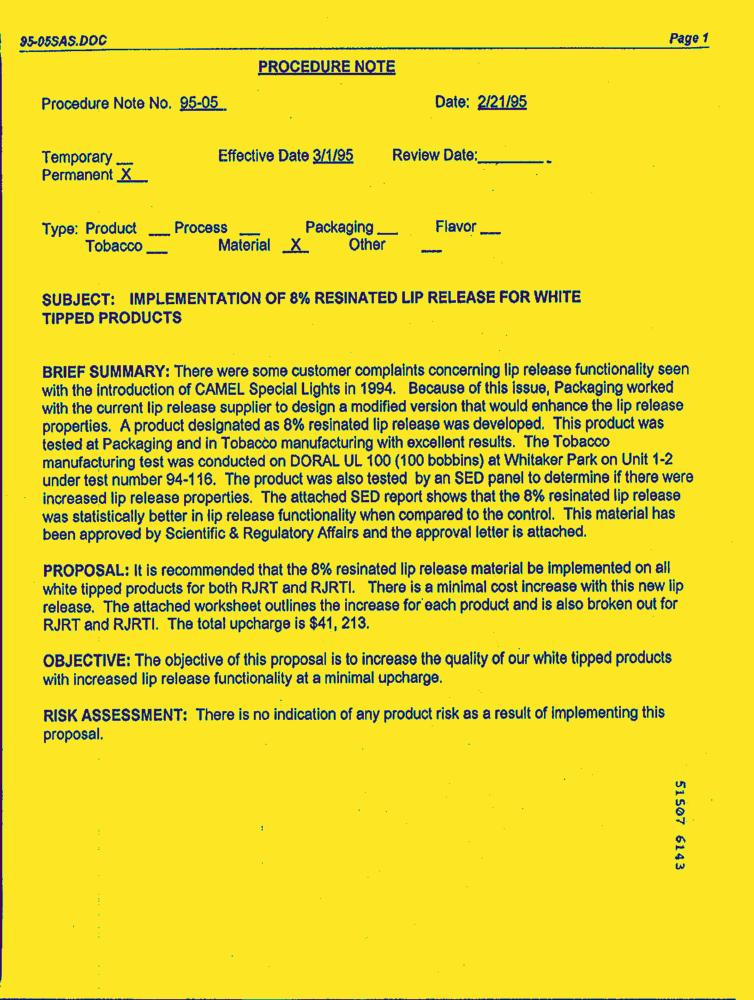 95-05SAS.DOC Page 1
PROCEDURE NOTE
Procedure Note No. 95-05 Date: 2/21/95
Temporary __ Effective Date 3/1/95 Review Date:________
Permanent X
Type: Product __ Process __ Packaging __ Flavor __
Tobacco __ Material X Other __
SUBJECT: IMPLEMENTATION OF 8% RESINATED LIP RELEASE FOR WHITE
TIPPED PRODUCTS
BRIEF SUMMARY: There were some customer complaints concerning lip release functionality seen
with the introduction of CAMEL Special Lights in 1994. Because of this issue, Packaging worked
with the current lip release supplier to design a modified version that would enhance the lip release
properties. A product designated as 8% resinated lip release was developed. This product was
tested at Packaging and in Tobacco manufacturing with excellent results. The Tobacco
manufacturing test was conducted on DORAL UL 100 (100 bobbins) at Whitaker Park on Unit 1-2
under test number 94-116. The product was also tested by an SED panel to determine if there were
increased lip release properties. The attached SED report shows that the 8% resinated lip release
was statistically better in lip release functionality when compared to the control. This material has
been approved by Scientific & Regulatory Affairs and the approval letter is attached.
PROPOSAL: It is recommended that the 8% resinated lip release material be implemented on all
white tipped products for both RJRT and RJRTI. There is a minimal cost increase with this new lip
release. The attached worksheet outlines the increase for each product and is also broken out for
RJRT and RJRTI. The total upcharge is $41, 213.
OBJECTIVE: The objective of this proposal is to increase the quality of our white tipped products
with increased lip release functionality at a minimal upcharge.
RISK ASSESSMENT: There is no indication of any product risk as a result of implementing this
proposal.
51507 6143